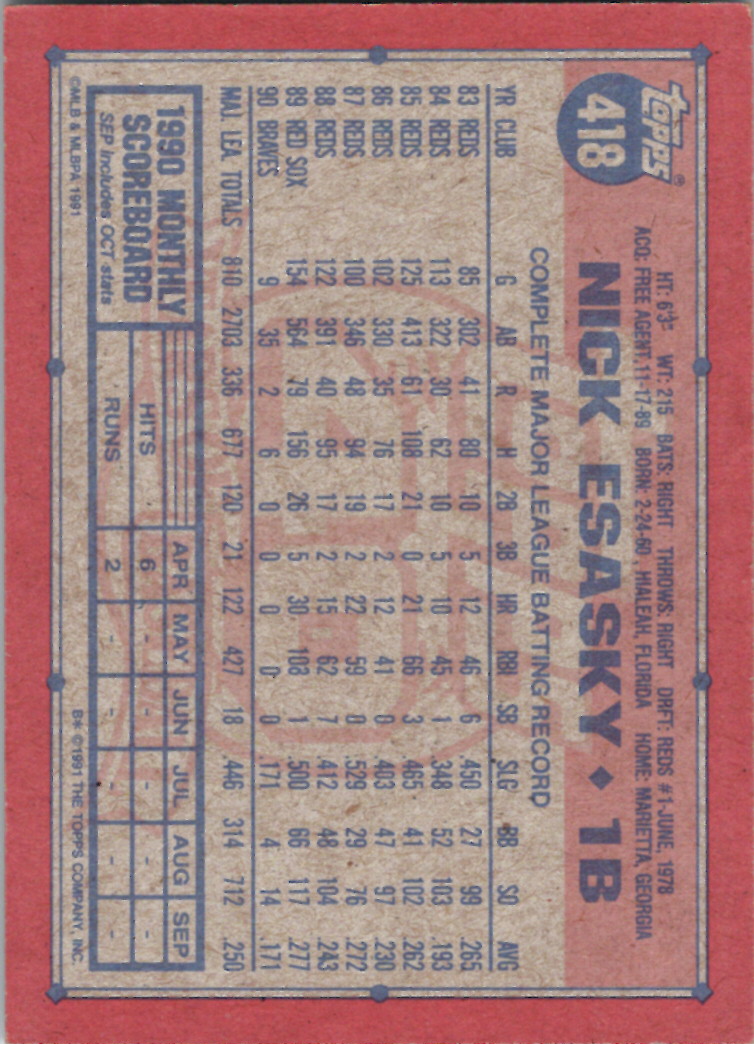 topps®
418
HT: 6'3" WT: 215 BATS: RIGHT THROWS: RIGHT DRFT: REDS #1-JUNE, 1978
ACQ: FREE AGENT, 11-17-89 BORN: 2-24-60, HIALEAH, FLORIDA HOME: MARIETTA, GEORGIA
NICK ESASKY ♦ 1B
COMPLETE MAJOR LEAGUE BATTING RECORD
YR CLUB G AB R H 2B 3B HR RBI SB SLG BB SO AVG
83 REDS 85 302 41 80 10 5 12 46 6 .450 27 99 .265
84 REDS 113 322 30 62 10 5 10 45 1 .348 52 103 .193
85 REDS 125 413 61 108 21 0 21 66 3 .465 41 102 .262
86 REDS 102 330 35 76 17 2 12 41 0 .403 47 97 .230
87 REDS 100 346 48 94 19 2 22 59 0 .529 29 76 .272
88 REDS 122 391 40 95 17 2 15 62 7 .412 48 104 .243
89 RED SOX 154 564 79 156 26 5 30 108 1 .500 66 117 .277
90 BRAVES 9 35 2 6 0 0 0 0 0 .171 4 14 .171
MAJ. LEA. TOTALS 810 2703 336 677 120 21 122 427 18 .446 314 712 .250
1990 MONTHLY
SCOREBOARD
SEP Includes OCT stats
APR MAY JUN JUL AUG SEP
HITS 6 - - - - -
RUNS 2 - - - - -
©MLB & MLBPA 1991
B* ©1991 THE TOPPS COMPANY, INC.